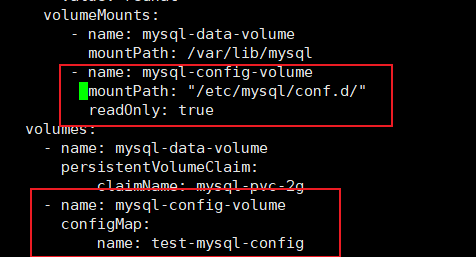 volumeMounts:
- name: mysql-data-volume
mountPath: /var/lib/mysql
- name: mysql-config-volume
mountPath: "/etc/mysql/conf.d/"
readOnly: true
volumes:
- name: mysql-data-volume
persistentVolumeClaim:
claimName: mysql-pvc-2g
- name: mysql-config-volume
configMap:
name: test-mysql-config